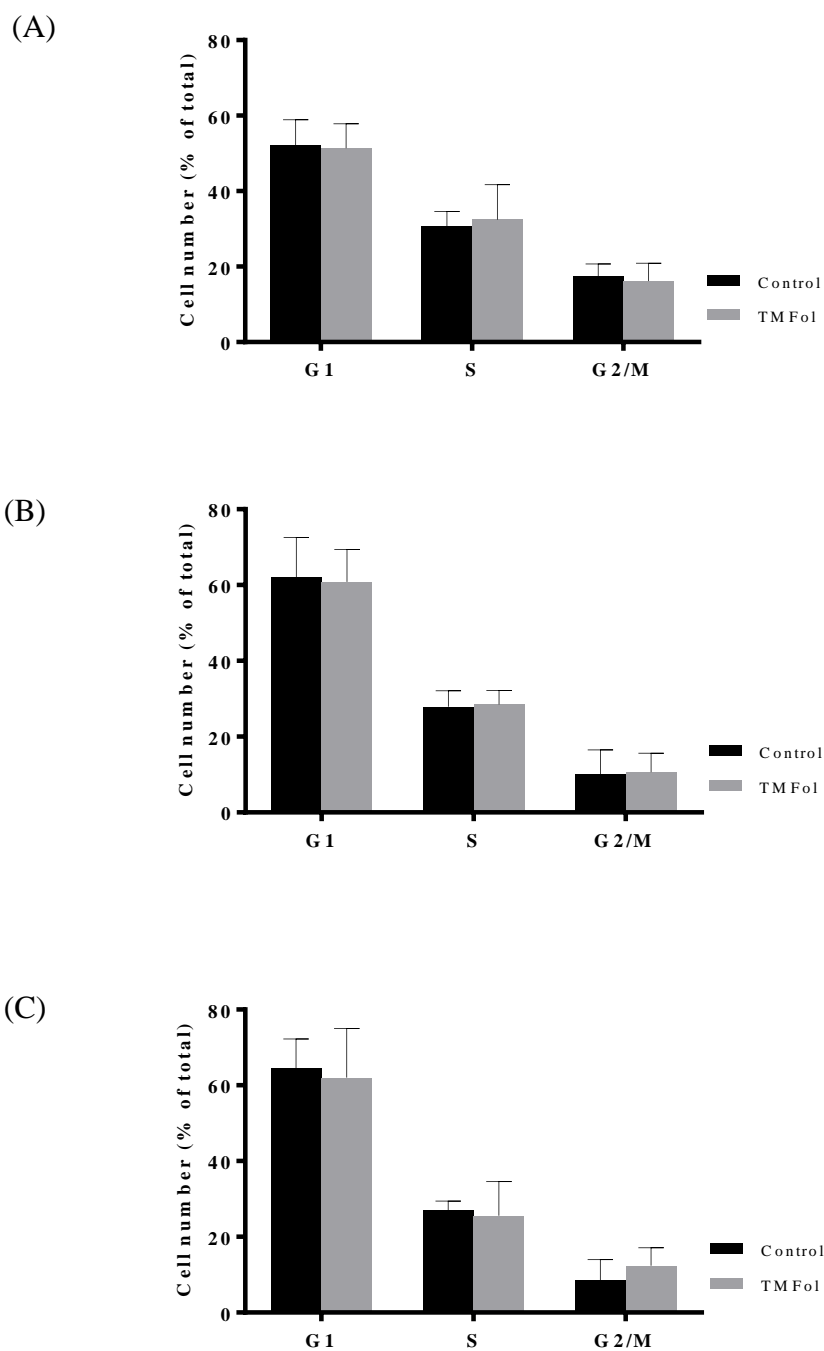 (A)
Cell number (% of total)
80
60
40
20
0
G1 S G2/M
Control
TMFol
(B)
Cell number (% of total)
80
60
40
20
0
G1 S G2/M
Control
TMFol
(C)
Cell number (% of total)
80
60
40
20
0
G1 S G2/M
Control
TMFol